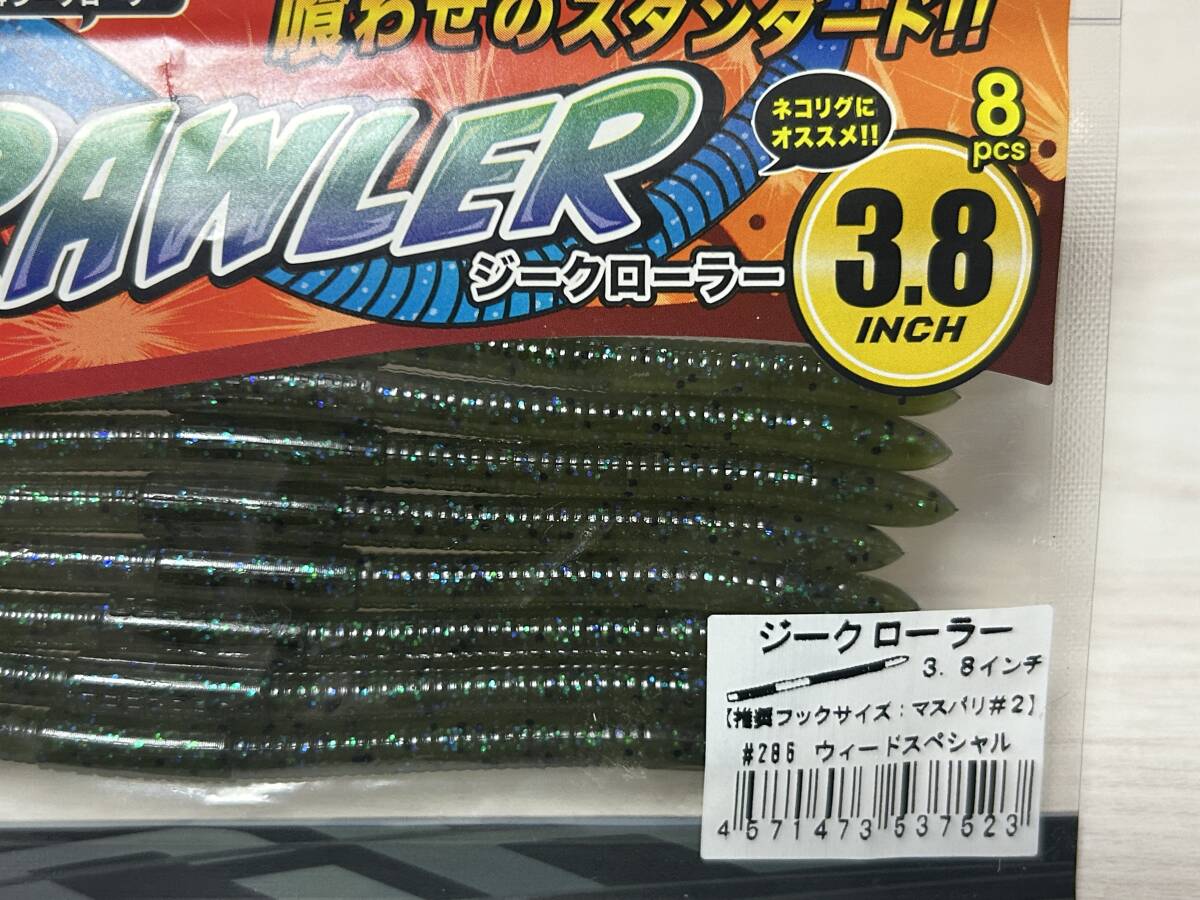 喰わせのスタンダード!!
RAWLER
ネコリグに
オススメ!!
8
pcs
ジークローラー
3.8
INCH
ジークローラー
3.8インチ
【推奨フックサイズ:マスバリ#2】
#286 ウィードスペシャル
4571473537523